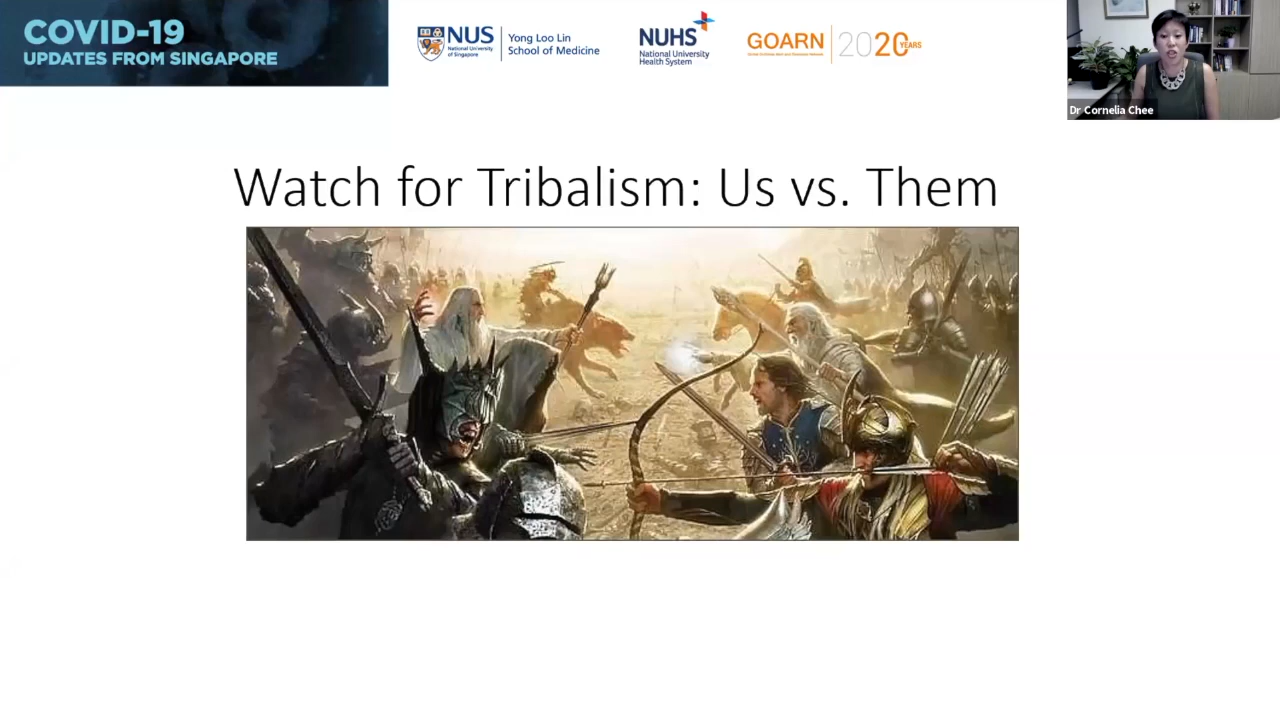 COVID-19
UPDATES FROM SINGAPORE
NUS
National University
of Singapore
Yong Loo Lin
School of Medicine
NUHS
National University
Health System
GOARN
2020 YEARS
Dr Cornelia Chee
Watch for Tribalism: Us vs. Them